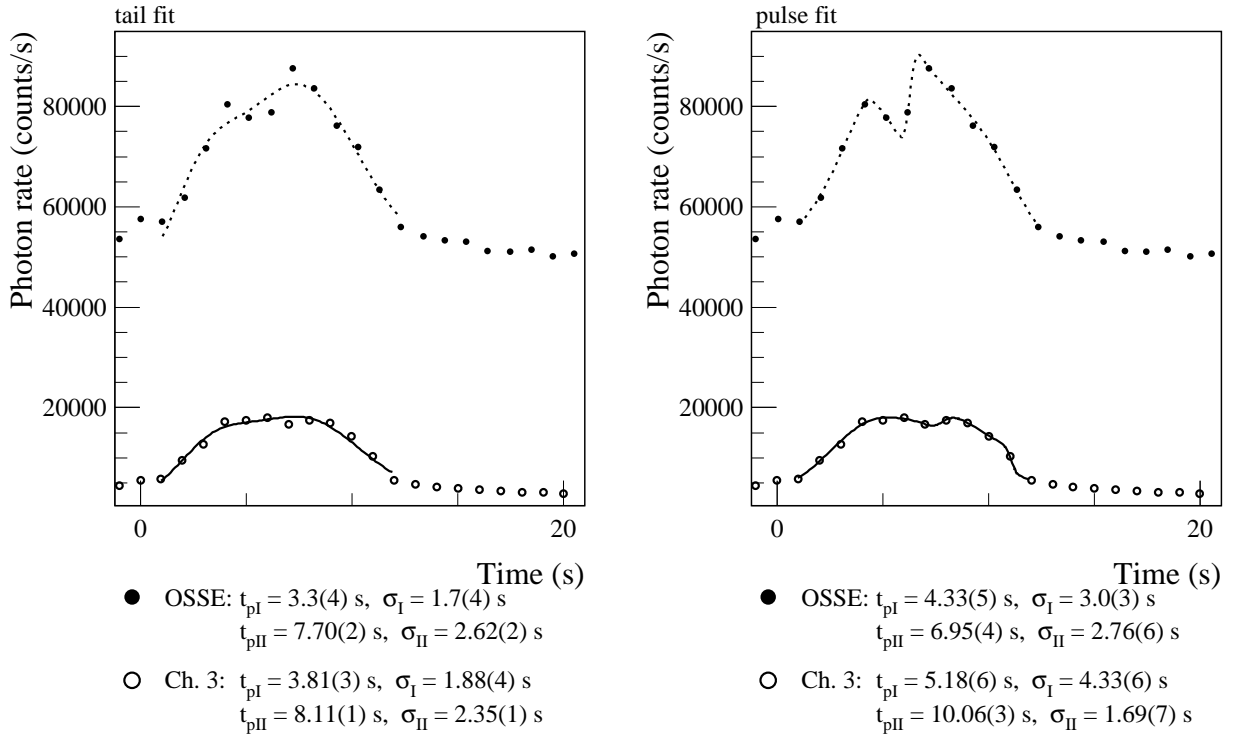 tail fit
Photon rate (counts/s)
80000
60000
40000
20000
0
20
Time (s)
OSSE: t_pI = 3.3(4) s, σ_I = 1.7(4) s
t_pII = 7.70(2) s, σ_II = 2.62(2) s
Ch. 3: t_pI = 3.81(3) s, σ_I = 1.88(4) s
t_pII = 8.11(1) s, σ_II = 2.35(1) s
pulse fit
Photon rate (counts/s)
80000
60000
40000
20000
0
20
Time (s)
OSSE: t_pI = 4.33(5) s, σ_I = 3.0(3) s
t_pII = 6.95(4) s, σ_II = 2.76(6) s
Ch. 3: t_pI = 5.18(6) s, σ_I = 4.33(6) s
t_pII = 10.06(3) s, σ_II = 1.69(7) s